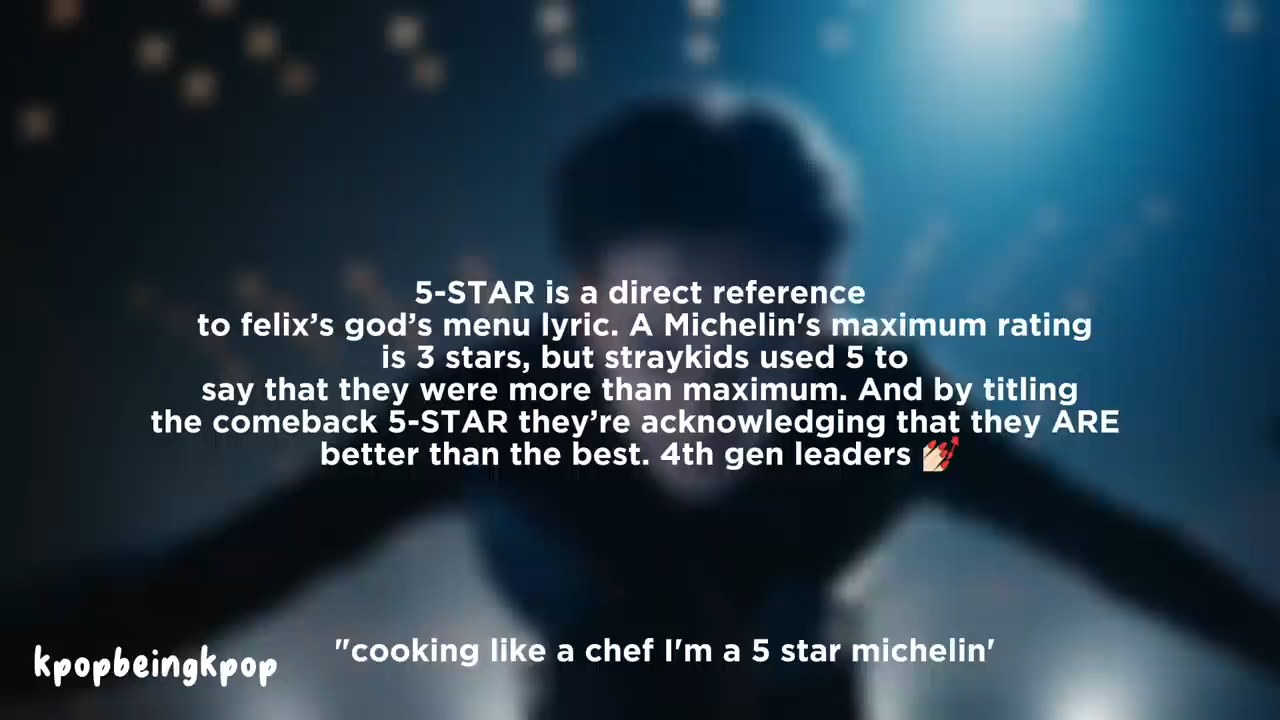 5-STAR is a direct reference
to felix’s god’s menu lyric. A Michelin's maximum rating
is 3 stars, but straykids used 5 to
say that they were more than maximum. And by titling
the comeback 5-STAR they’re acknowledging that they ARE
better than the best. 4th gen leaders 💅🏻
"cooking like a chef I'm a 5 star michelin'
kpopbeingkpop